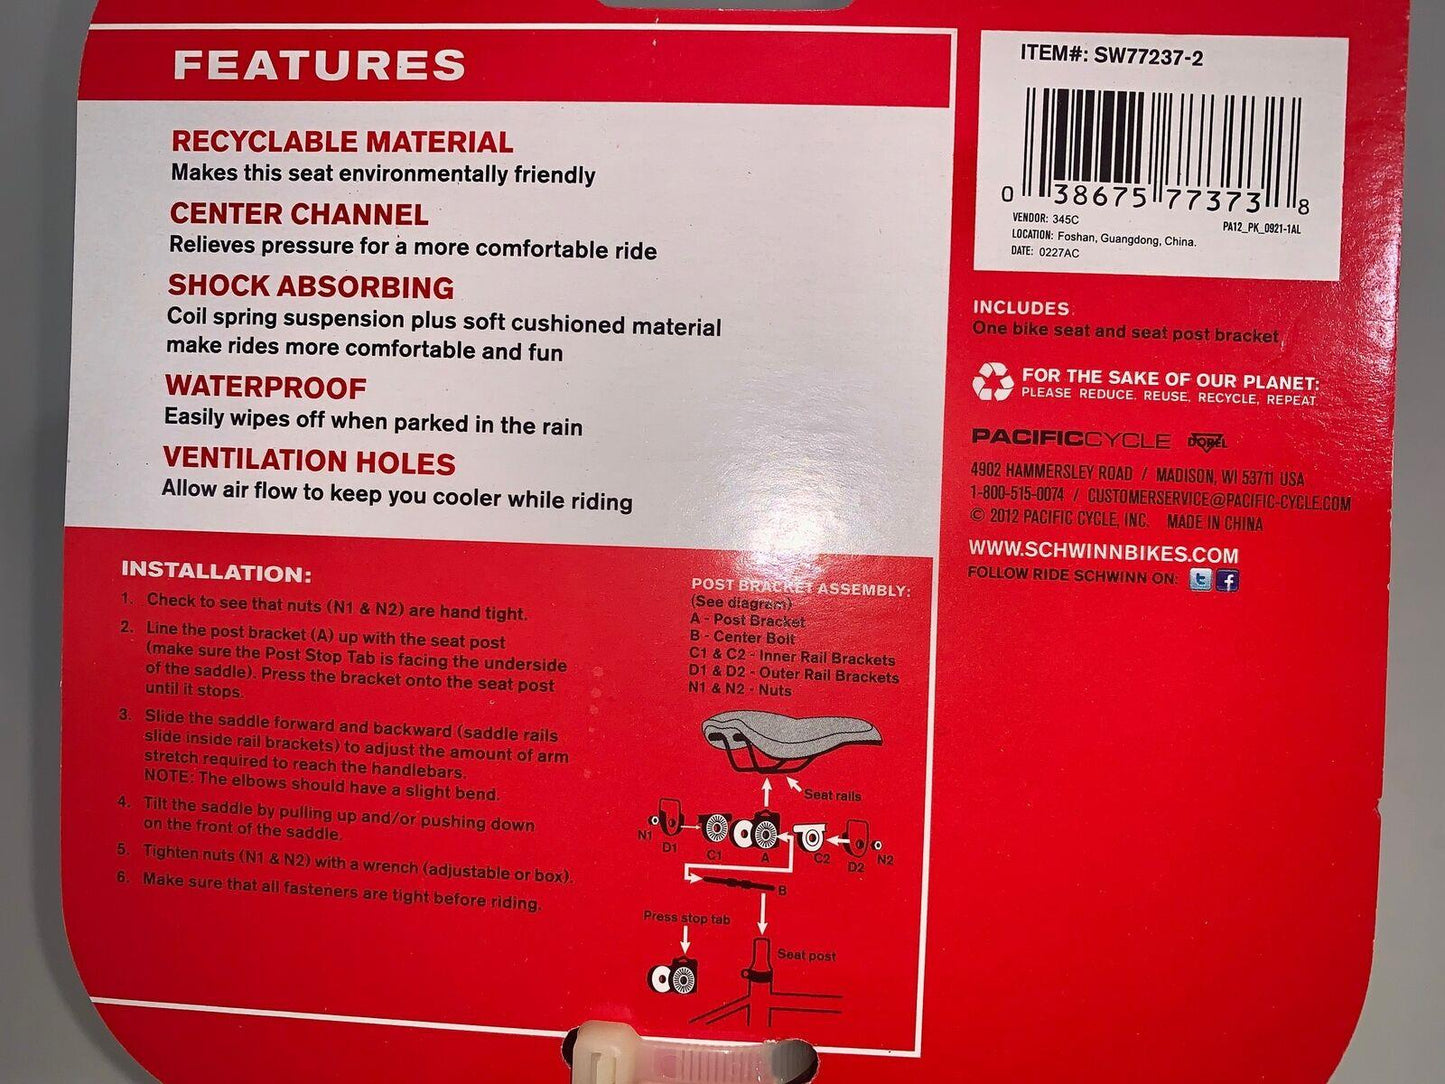 FEATURES
RECYCLABLE MATERIAL
Makes this seat environmentally friendly
CENTER CHANNEL
Relieves pressure for a more comfortable ride
SHOCK ABSORBING
Coil spring suspension plus soft cushioned material
make rides more comfortable and fun
WATERPROOF
Easily wipes off when parked in the rain
VENTILATION HOLES
Allow air flow to keep you cooler while riding
INSTALLATION:
1. Check to see that nuts (N1 & N2) are hand tight.
2. Line the post bracket (A) up with the seat post
(make sure the Post Stop Tab is facing the underside
of the saddle). Press the bracket onto the seat post
until it stops.
3. Slide the saddle forward and backward (saddle rails
slide inside rail brackets) to adjust the amount of arm
stretch required to reach the handlebars.
NOTE: The elbows should have a slight bend.
4. Tilt the saddle by pulling up and/or pushing down
on the front of the saddle.
5. Tighten nuts (N1 & N2) with a wrench (adjustable or box).
6. Make sure that all fasteners are tight before riding.
POST BRACKET ASSEMBLY:
(See diagram)
A - Post Bracket
B - Center Bolt
C1 & C2 - Inner Rail Brackets
D1 & D2 - Outer Rail Brackets
N1 & N2 - Nuts
Seat rails
N1
D1
C1
A
C2
D2
N2
B
Press stop tab
Seat post
ITEM#: SW77237-2
0 38675 77373 8
VENDOR: 345C
PA12_PK_0921-1AL
LOCATION: Foshan, Guangdong, China.
DATE: 0227AC
INCLUDES
One bike seat and seat post bracket
FOR THE SAKE OF OUR PLANET:
PLEASE REDUCE, REUSE, RECYCLE, REPEAT
PACIFICCYCLE DOREL
4902 HAMMERSLEY ROAD / MADISON, WI 53711 USA
1-800-515-0074 / CUSTOMERSERVICE@PACIFIC-CYCLE.COM
© 2012 PACIFIC CYCLE, INC. MADE IN CHINA
WWW.SCHWINNBIKES.COM
FOLLOW RIDE SCHWINN ON: t f